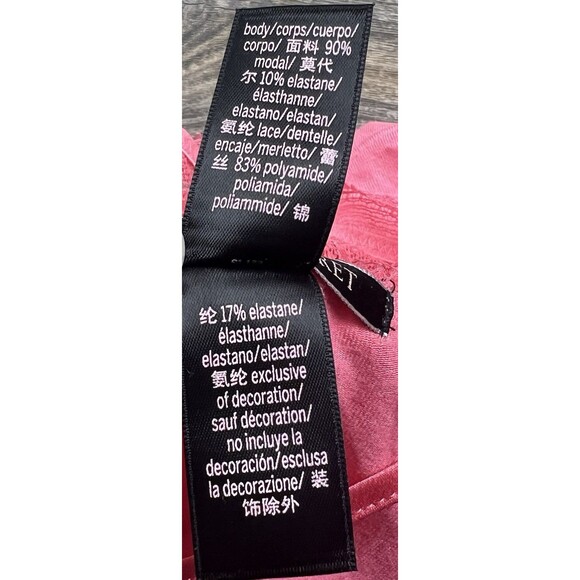 body/corps/cuerpo/
corpo/ 面料 90%
modal/ 莫代
尔 10% elastane/
élasthanne/
elastano/elastan/
氨纶 lace/dentelle/
encaje/merletto/ 蕾
丝 83% polyamide/
poliamida/
poliammide/ 锦
RET
纶 17% elastane/
élasthanne/
elastano/elastan/
氨纶 exclusive
of decoration/
sauf décoration/
no incluye la
decoración/esclusa
la decorazione/ 装
饰除外